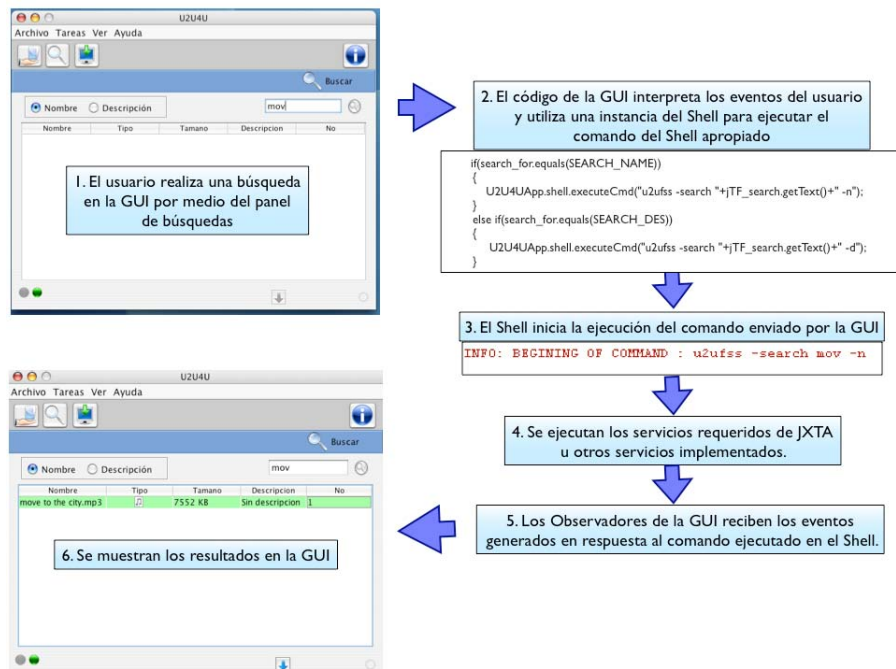 U2U4U
Archivo Tareas Ver Ayuda
Buscar
Nombre Descripción mov
Nombre Tipo Tamano Descripcion No
1. El usuario realiza una búsqueda
en la GUI por medio del panel
de búsquedas
2. El código de la GUI interpreta los eventos del usuario
y utiliza una instancia del Shell para ejecutar el
comando del Shell apropiado
if(search_for.equals(SEARCH_NAME))
{
U2U4UApp.shell.executeCmd("u2ufss -search "+jTF_search.getText()+" -n");
}
else if(search_for.equals(SEARCH_DES))
{
U2U4UApp.shell.executeCmd("u2ufss -search "+jTF_search.getText()+" -d");
}
3. El Shell inicia la ejecución del comando enviado por la GUI
INFO: BEGINING OF COMMAND : u2ufss -search mov -n
4. Se ejecutan los servicios requeridos de JXTA
u otros servicios implementados.
5. Los Observadores de la GUI reciben los eventos
generados en respuesta al comando ejecutado en el Shell.
U2U4U
Archivo Tareas Ver Ayuda
Buscar
Nombre Descripción mov
Nombre Tipo Tamano Descripcion No
move to the city.mp3 7552 KB Sin descripcion 1
6. Se muestran los resultados en la GUI